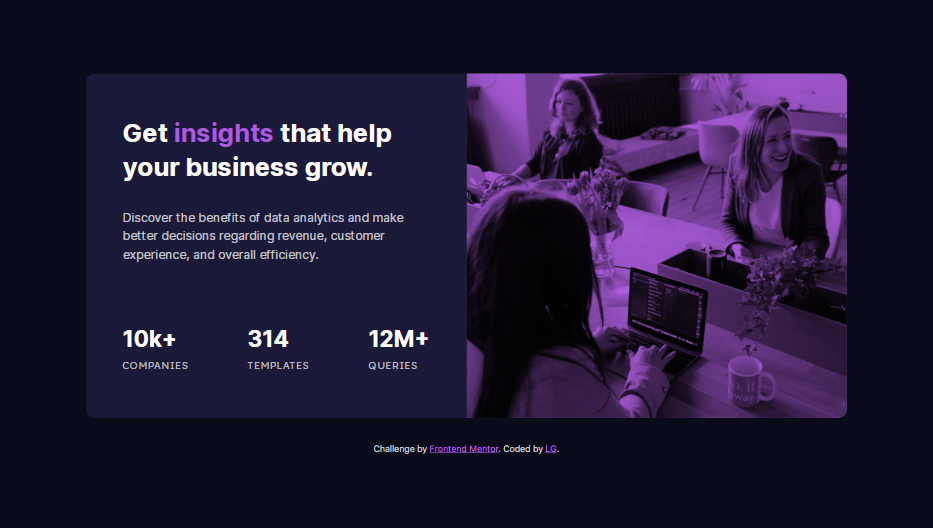 Get insights that help
your business grow.
Discover the benefits of data analytics and make
better decisions regarding revenue, customer
experience, and overall efficiency.
10k+ 314 12M+
COMPANIES TEMPLATES QUERIES
Challenge by Frontend Mentor. Coded by LG.